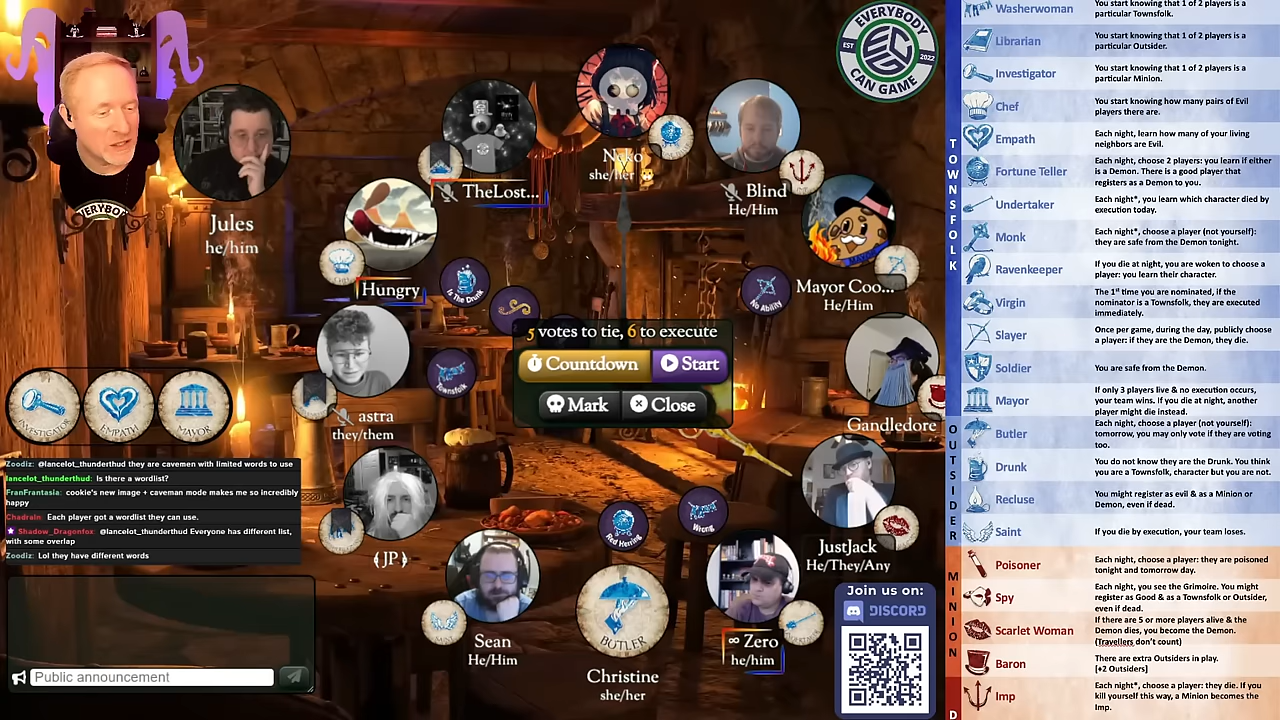 EVERYBODY
CAN GAME
EST
2022
ECG
EVERYBO
Jules
he/him
TheLost...
Neko
she/her
Blind
He/Him
Mayor Coo...
He/Him
Hungry
Is The Drunk
No Ability
5 votes to tie, 6 to execute
Countdown
Start
Mark
Close
Townsfolk
astra
they/them
Gandledore
INVESTIGATOR
EMPATH
MAYOR
Zoodiz: @lancelot_thunderthud they are cavemen with limited words to use
lancelot_thunderthud: Is there a wordlist?
FranFrantasia: cookie's new image + caveman mode makes me so incredibly
happy
Chadrain: Each player got a wordlist they can use.
Shadow_Dragonfox: @lancelot_thunderthud Everyone has different list,
with some overlap
Zoodiz: Lol they have different words
(JP)
Red Herring
Wrong
JustJack
He/They/Any
Sean
He/Him
BUTLER
Christine
she/her
∞ Zero
he/him
Join us on:
DISCORD
Public announcement
TOWNSFOLK
Washerwoman
You start knowing that 1 of 2 players is a
particular Townsfolk.
Librarian
You start knowing that 1 of 2 players is a
particular Outsider.
Investigator
You start knowing that 1 of 2 players is a
particular Minion.
Chef
You start knowing how many pairs of Evil
players there are.
Empath
Each night, learn how many of your living
neighbors are Evil.
Fortune Teller
Each night, choose 2 players: you learn if either
is a Demon. There is a good player that
registers as a Demon to you.
Undertaker
Each night*, you learn which character died by
execution today.
Monk
Each night*, choose a player (not yourself):
they are safe from the Demon tonight.
Ravenkeeper
If you die at night, you are woken to choose a
player: you learn their character.
Virgin
The 1st time you are nominated, if the
nominator is a Townsfolk, they are executed
immediately.
Slayer
Once per game, during the day, publicly choose
a player: if they are the Demon, they die.
Soldier
You are safe from the Demon.
Mayor
If only 3 players live & no execution occurs,
your team wins. If you die at night, another
player might die instead.
OUTSIDER
Butler
Each night, choose a player (not yourself):
tomorrow, you may only vote if they are voting
too.
Drunk
You do not know they are the Drunk. You think
you are a Townsfolk, character but you are not.
Recluse
You might register as evil & as a Minion or
Demon, even if dead.
Saint
If you die by execution, your team loses.
MINION
Poisoner
Each night, choose a player: they are poisoned
tonight and tomorrow day.
Spy
Each night, you see the Grimoire. You might
register as Good & as a Townsfolk or Outsider,
even if dead.
Scarlet Woman
If there are 5 or more players alive & the
Demon dies, you become the Demon.
(Travellers don't count)
Baron
There are extra Outsiders in play.
[+2 Outsiders]
D
Imp
Each night*, choose a player: they die. If you
kill yourself this way, a Minion becomes the
Imp.